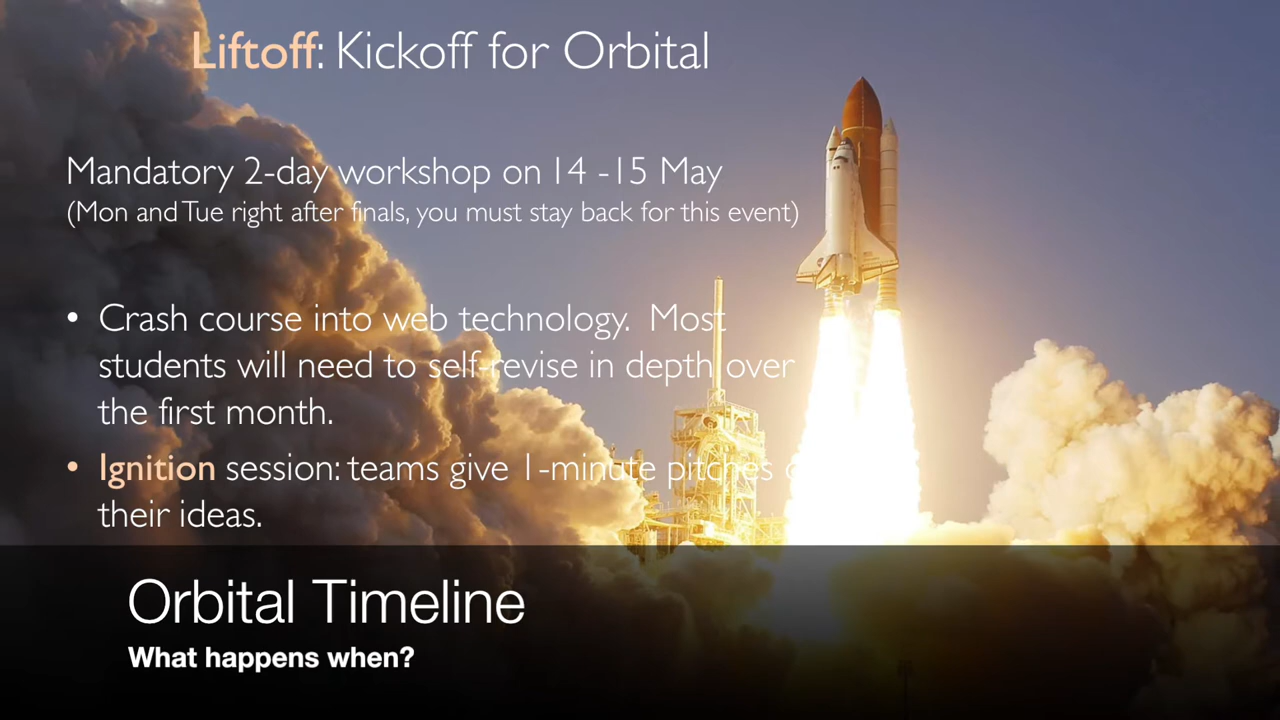 Liftoff: Kickoff for Orbital
Mandatory 2-day workshop on 14 -15 May
(Mon and Tue right after finals, you must stay back for this event)
• Crash course into web technology. Most
students will need to self-revise in depth over
the first month.
• Ignition session: teams give 1-minute pitches
their ideas.
Orbital Timeline
What happens when?